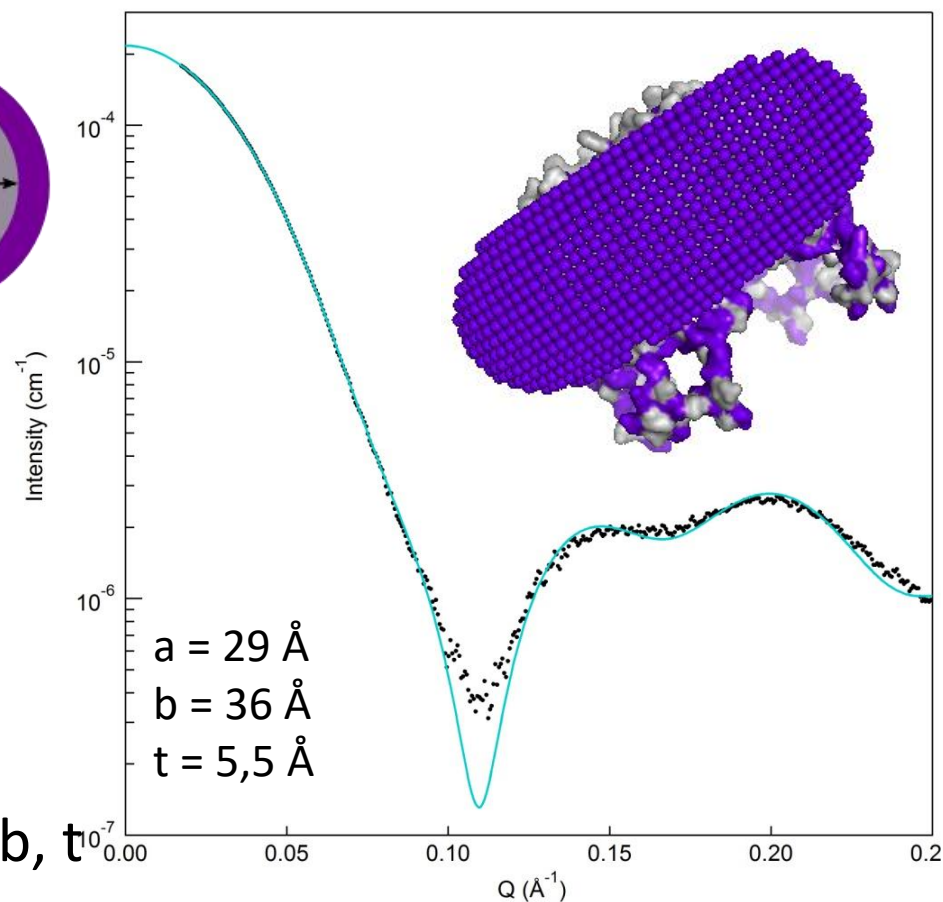 10⁻⁴
10⁻⁵
10⁻⁶
10⁻⁷
Intensity (cm⁻¹)
a = 29 Å
b = 36 Å
t = 5,5 Å
b, t
0.00 0.05 0.10 0.15 0.20 0.2
Q (Å⁻¹)